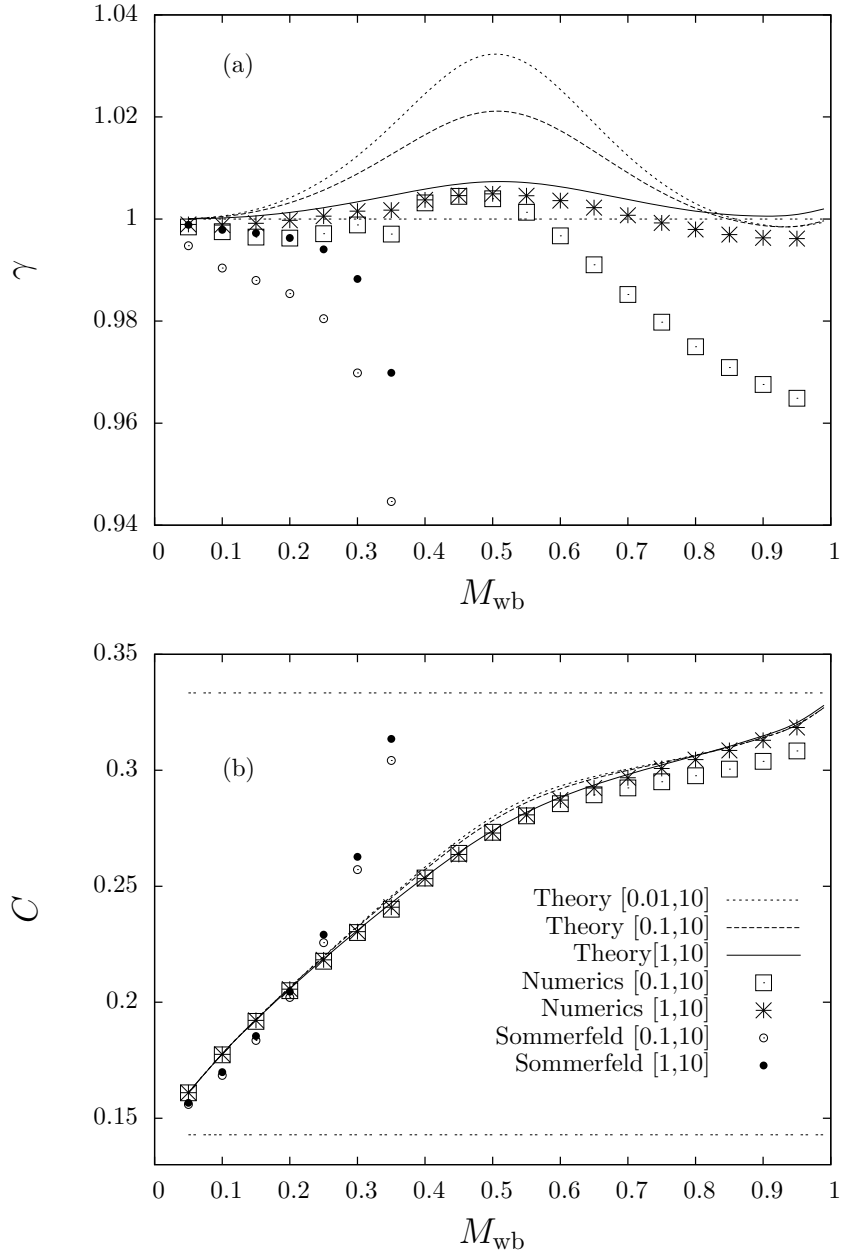 1.04
(a)
1.02
1
γ
0.98
0.96
0.94
0 0.1 0.2 0.3 0.4 0.5 0.6 0.7 0.8 0.9 1
M_wb
0.35
(b)
0.3
0.25
C
Theory [0.01,10]
Theory [0.1,10]
Theory[1,10]
Numerics [0.1,10]
Numerics [1,10]
Sommerfeld [0.1,10]
Sommerfeld [1,10]
0.2
0.15
0 0.1 0.2 0.3 0.4 0.5 0.6 0.7 0.8 0.9 1
M_wb